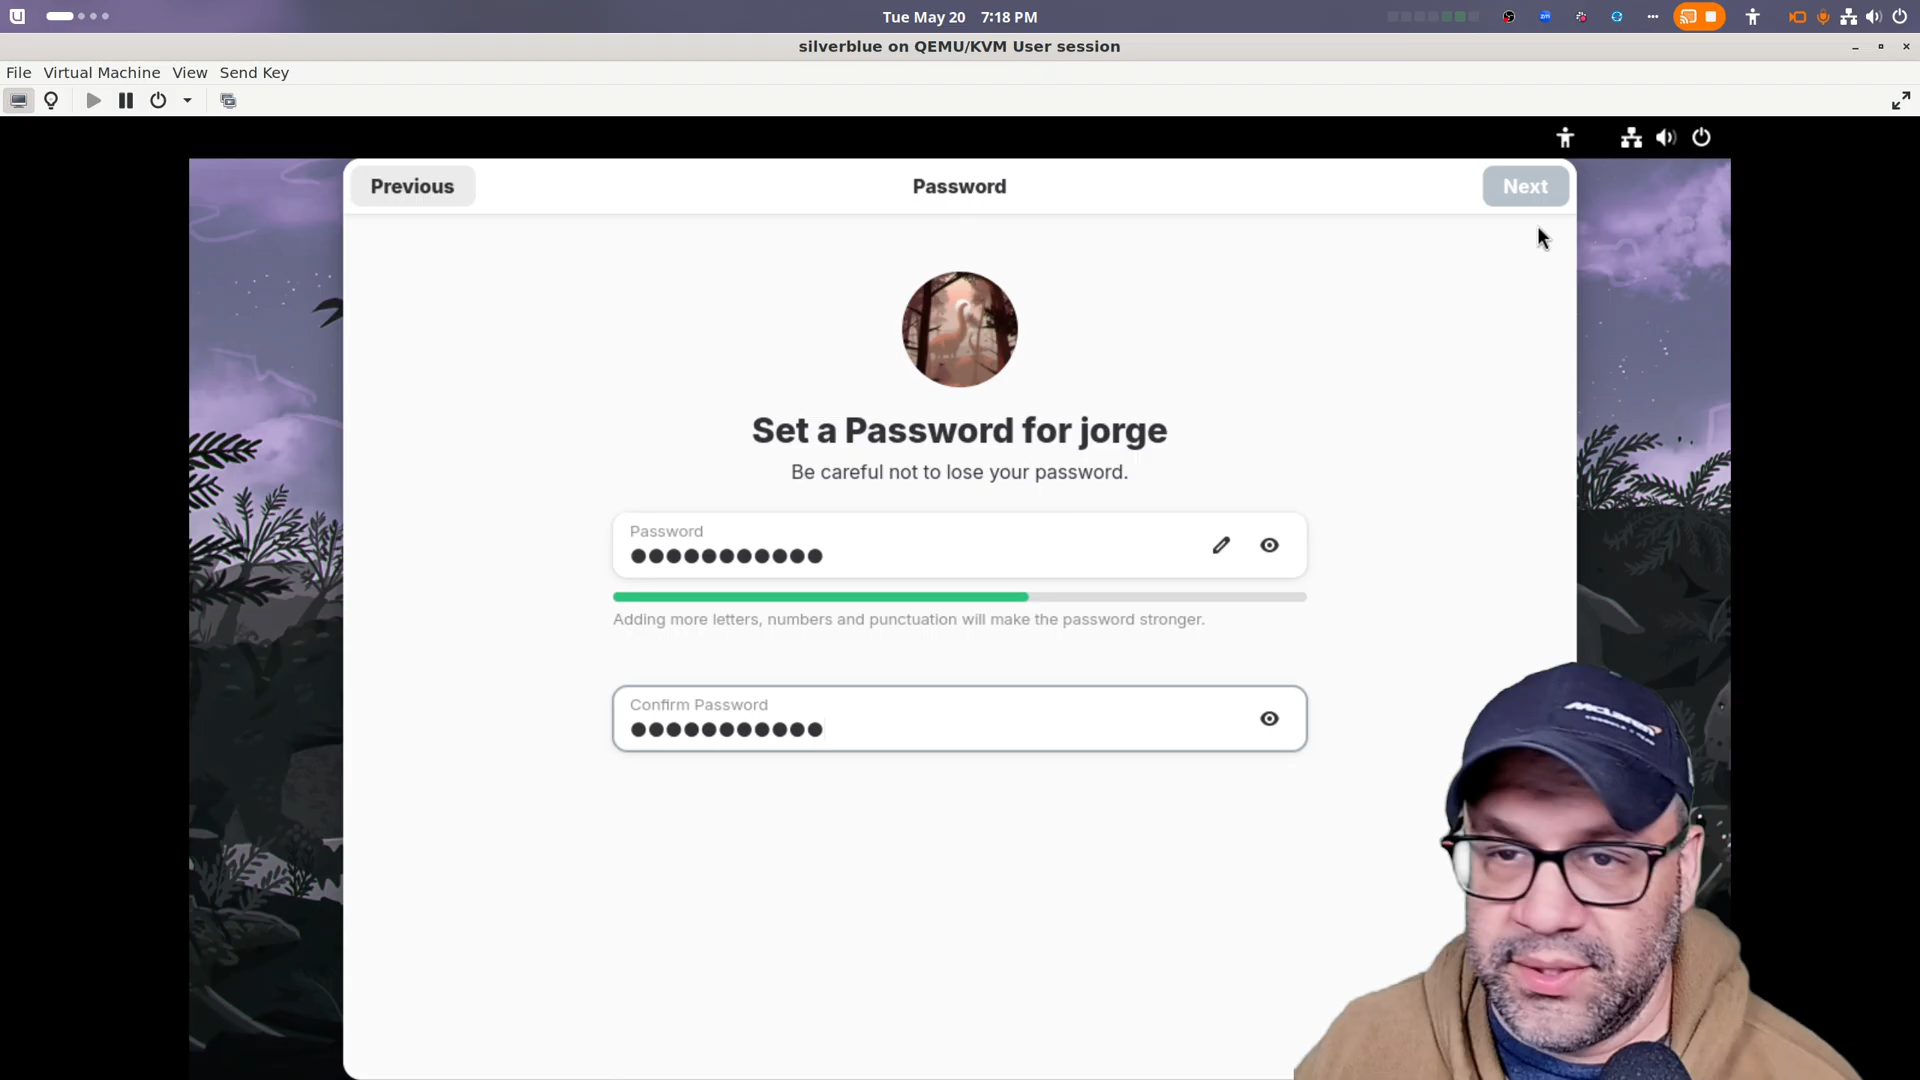 Tue May 20 7:18 PM
silverblue on QEMU/KVM User session
File Virtual Machine View Send Key
Previous
Password
Next
Set a Password for jorge
Be careful not to lose your password.
Password
Adding more letters, numbers and punctuation will make the password stronger.
Confirm Password
McLaren